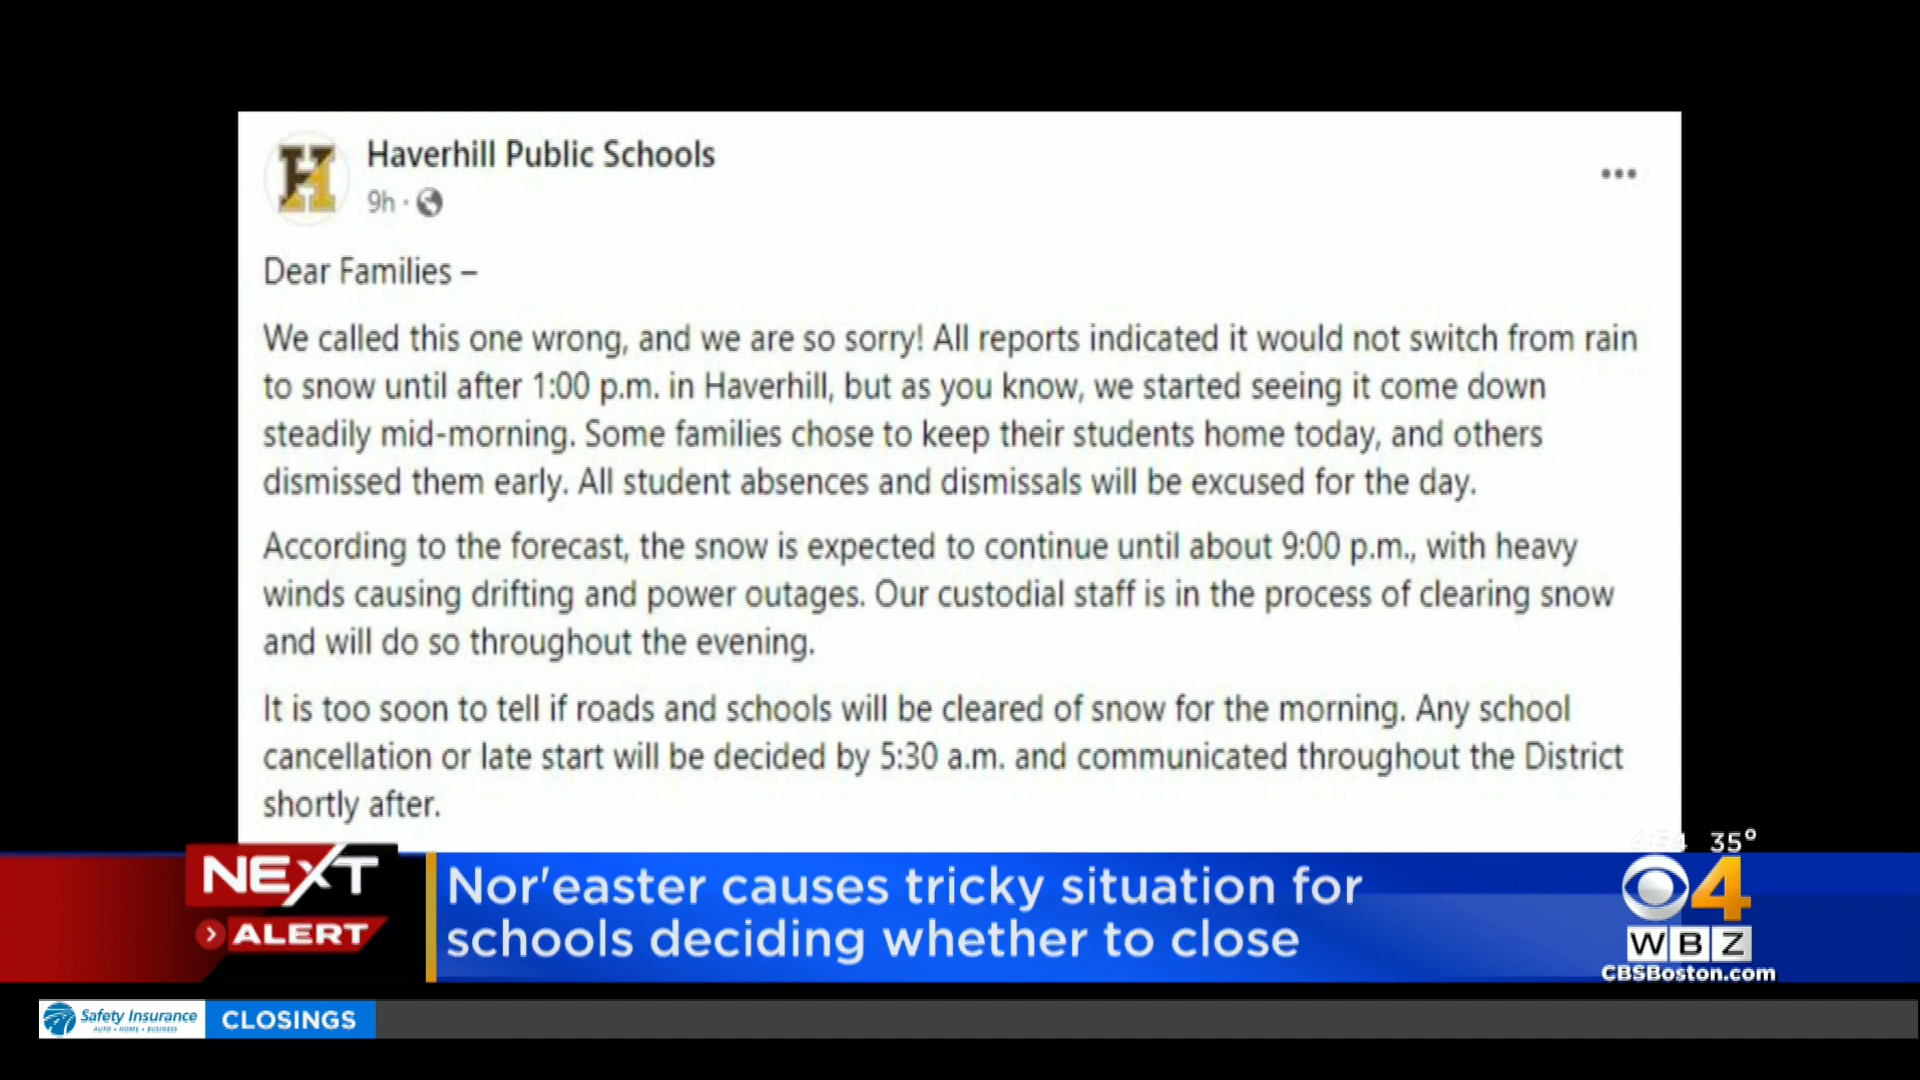 Haverhill Public Schools
9h ·
Dear Families –
We called this one wrong, and we are so sorry! All reports indicated it would not switch from rain
to snow until after 1:00 p.m. in Haverhill, but as you know, we started seeing it come down
steadily mid-morning. Some families chose to keep their students home today, and others
dismissed them early. All student absences and dismissals will be excused for the day.
According to the forecast, the snow is expected to continue until about 9:00 p.m., with heavy
winds causing drifting and power outages. Our custodial staff is in the process of clearing snow
and will do so throughout the evening.
It is too soon to tell if roads and schools will be cleared of snow for the morning. Any school
cancellation or late start will be decided by 5:30 a.m. and communicated throughout the District
shortly after.
35°
NEXT
ALERT
Nor'easter causes tricky situation for
schools deciding whether to close
4
WBZ
CBSBoston.com
Safety Insurance
AUTO • HOME • BUSINESS
CLOSINGS